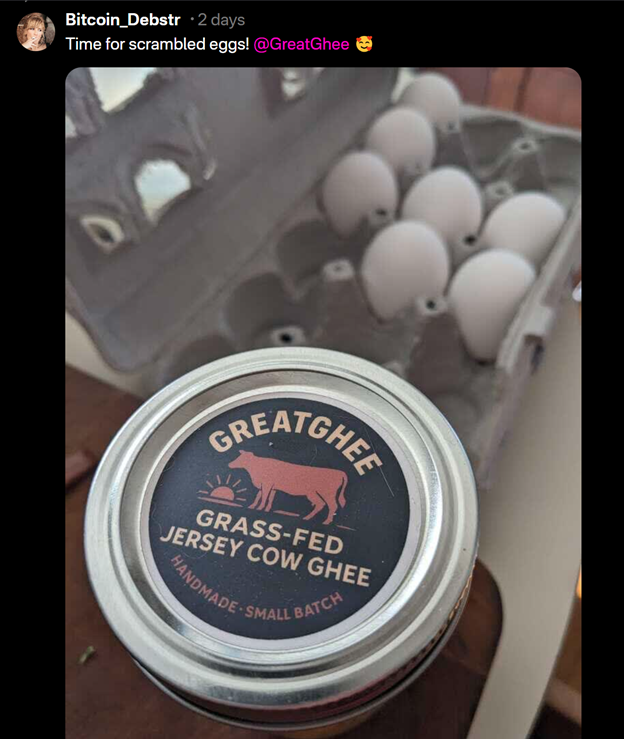 Bitcoin_Debstr · 2 days
Time for scrambled eggs! @GreatGhee 🥰
GREATGHEE
GRASS-FED
JERSEY COW GHEE
HANDMADE · SMALL BATCH